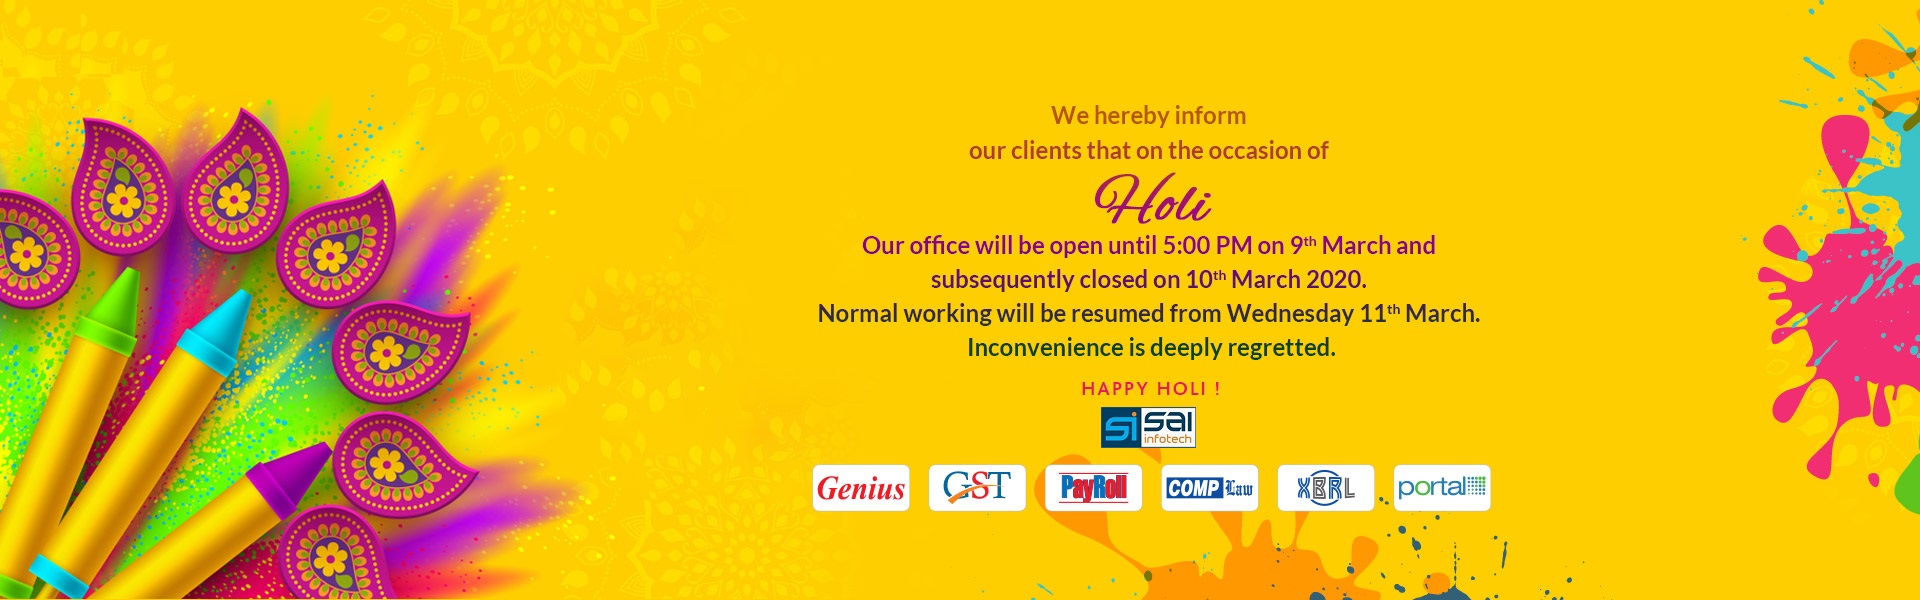 We hereby inform
our clients that on the occasion of
Holi
Our office will be open until 5:00 PM on 9th March and
subsequently closed on 10th March 2020.
Normal working will be resumed from Wednesday 11th March.
Inconvenience is deeply regretted.
HAPPY HOLI !
Si sai
infotech
Genius GST PayRoll COMP Law XBRL portal